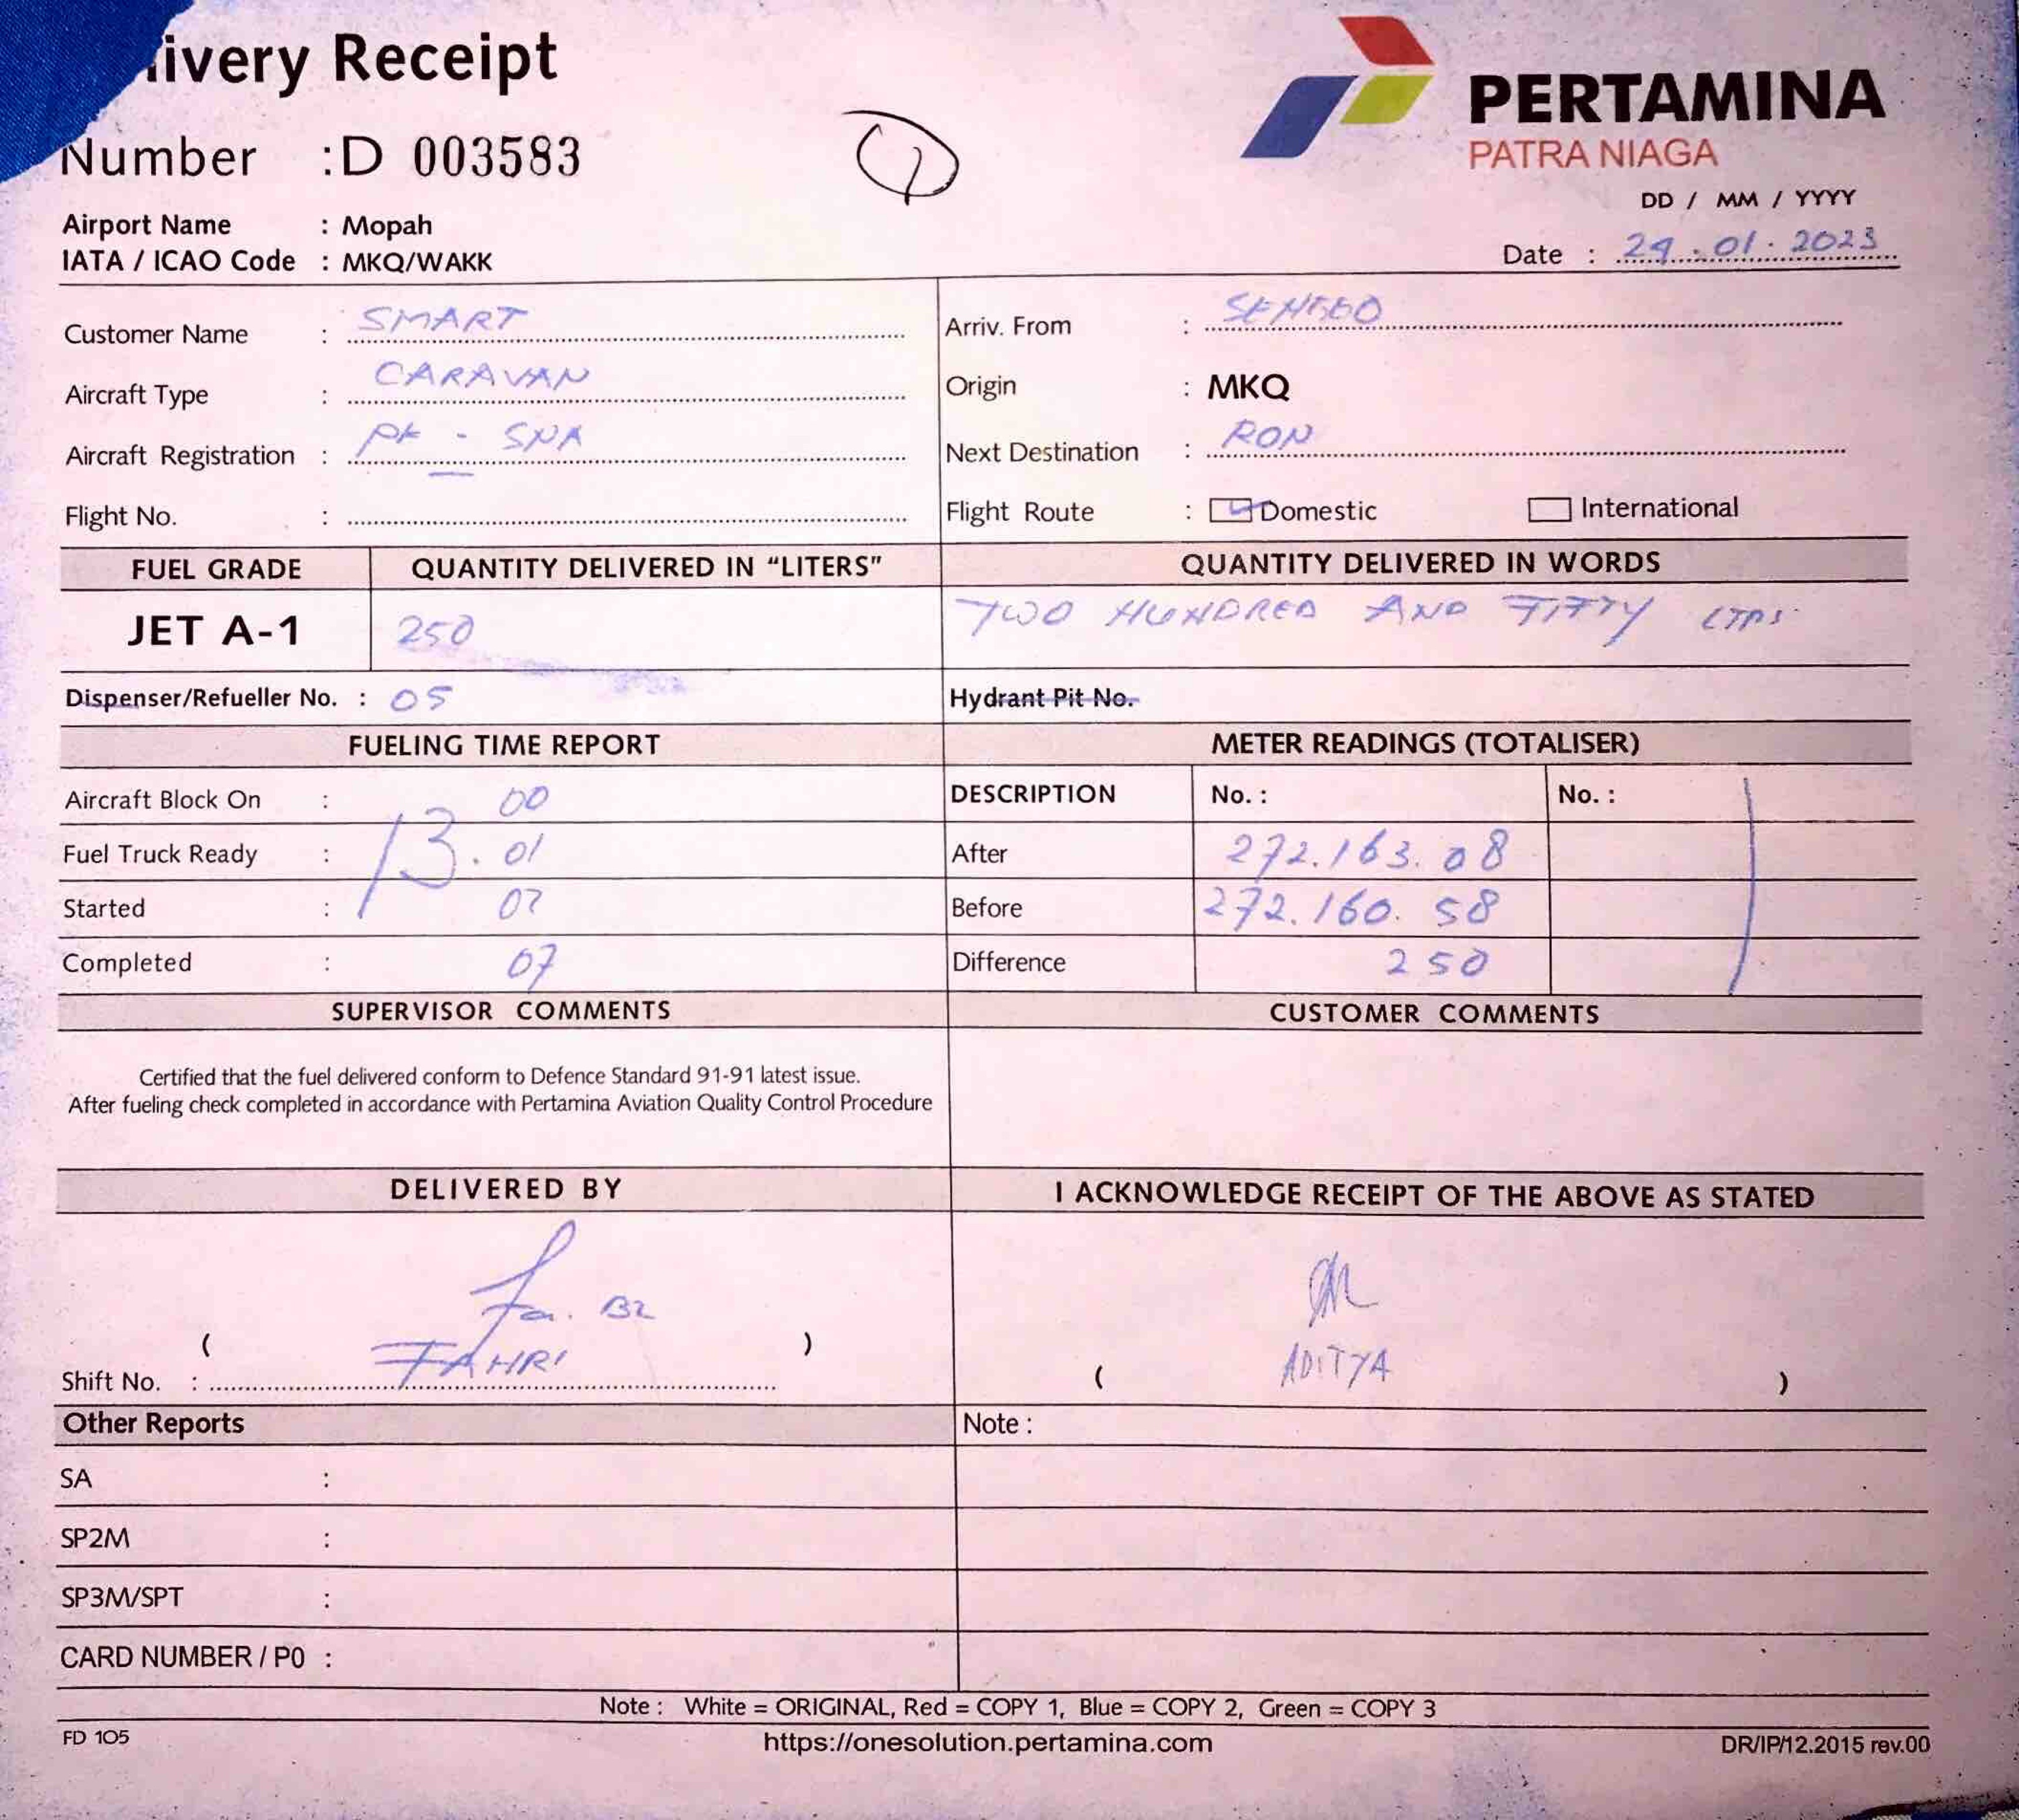 ivery Receipt
PERTAMINA
PATRA NIAGA
Number : D 003583
DD / MM / YYYY
Airport Name : Mopah
IATA / ICAO Code : MKQ/WAKK
Date : 29.01.2023
Customer Name : SMART
Arriv. From :
Aircraft Type : CARAVAN
Origin : MKQ
Aircraft Registration : PK - SNA
Next Destination : RON
Flight No. :
Flight Route : Domestic International
FUEL GRADE QUANTITY DELIVERED IN “LITERS” QUANTITY DELIVERED IN WORDS
JET A-1 250 TWO HUNDRED AND FIFTY LTRS
Dispenser/Refueller No. : 05 Hydrant Pit No.
FUELING TIME REPORT METER READINGS (TOTALISER)
Aircraft Block On : 00 DESCRIPTION No. : No. :
Fuel Truck Ready : 13. 01 After 272.163.08
Started : 02 Before 272.160.58
Completed : 07 Difference 250
SUPERVISOR COMMENTS CUSTOMER COMMENTS
Certified that the fuel delivered conform to Defence Standard 91-91 latest issue.
After fueling check completed in accordance with Pertamina Aviation Quality Control Procedure
DELIVERED BY I ACKNOWLEDGE RECEIPT OF THE ABOVE AS STATED
( FAHRI )
( ADITYA )
Shift No. :
Other Reports Note :
SA :
SP2M :
SP3M/SPT :
CARD NUMBER / P0 :
Note : White = ORIGINAL, Red = COPY 1, Blue = COPY 2, Green = COPY 3
FD 105 https://onesolution.pertamina.com DR/IP/12.2015 rev.00